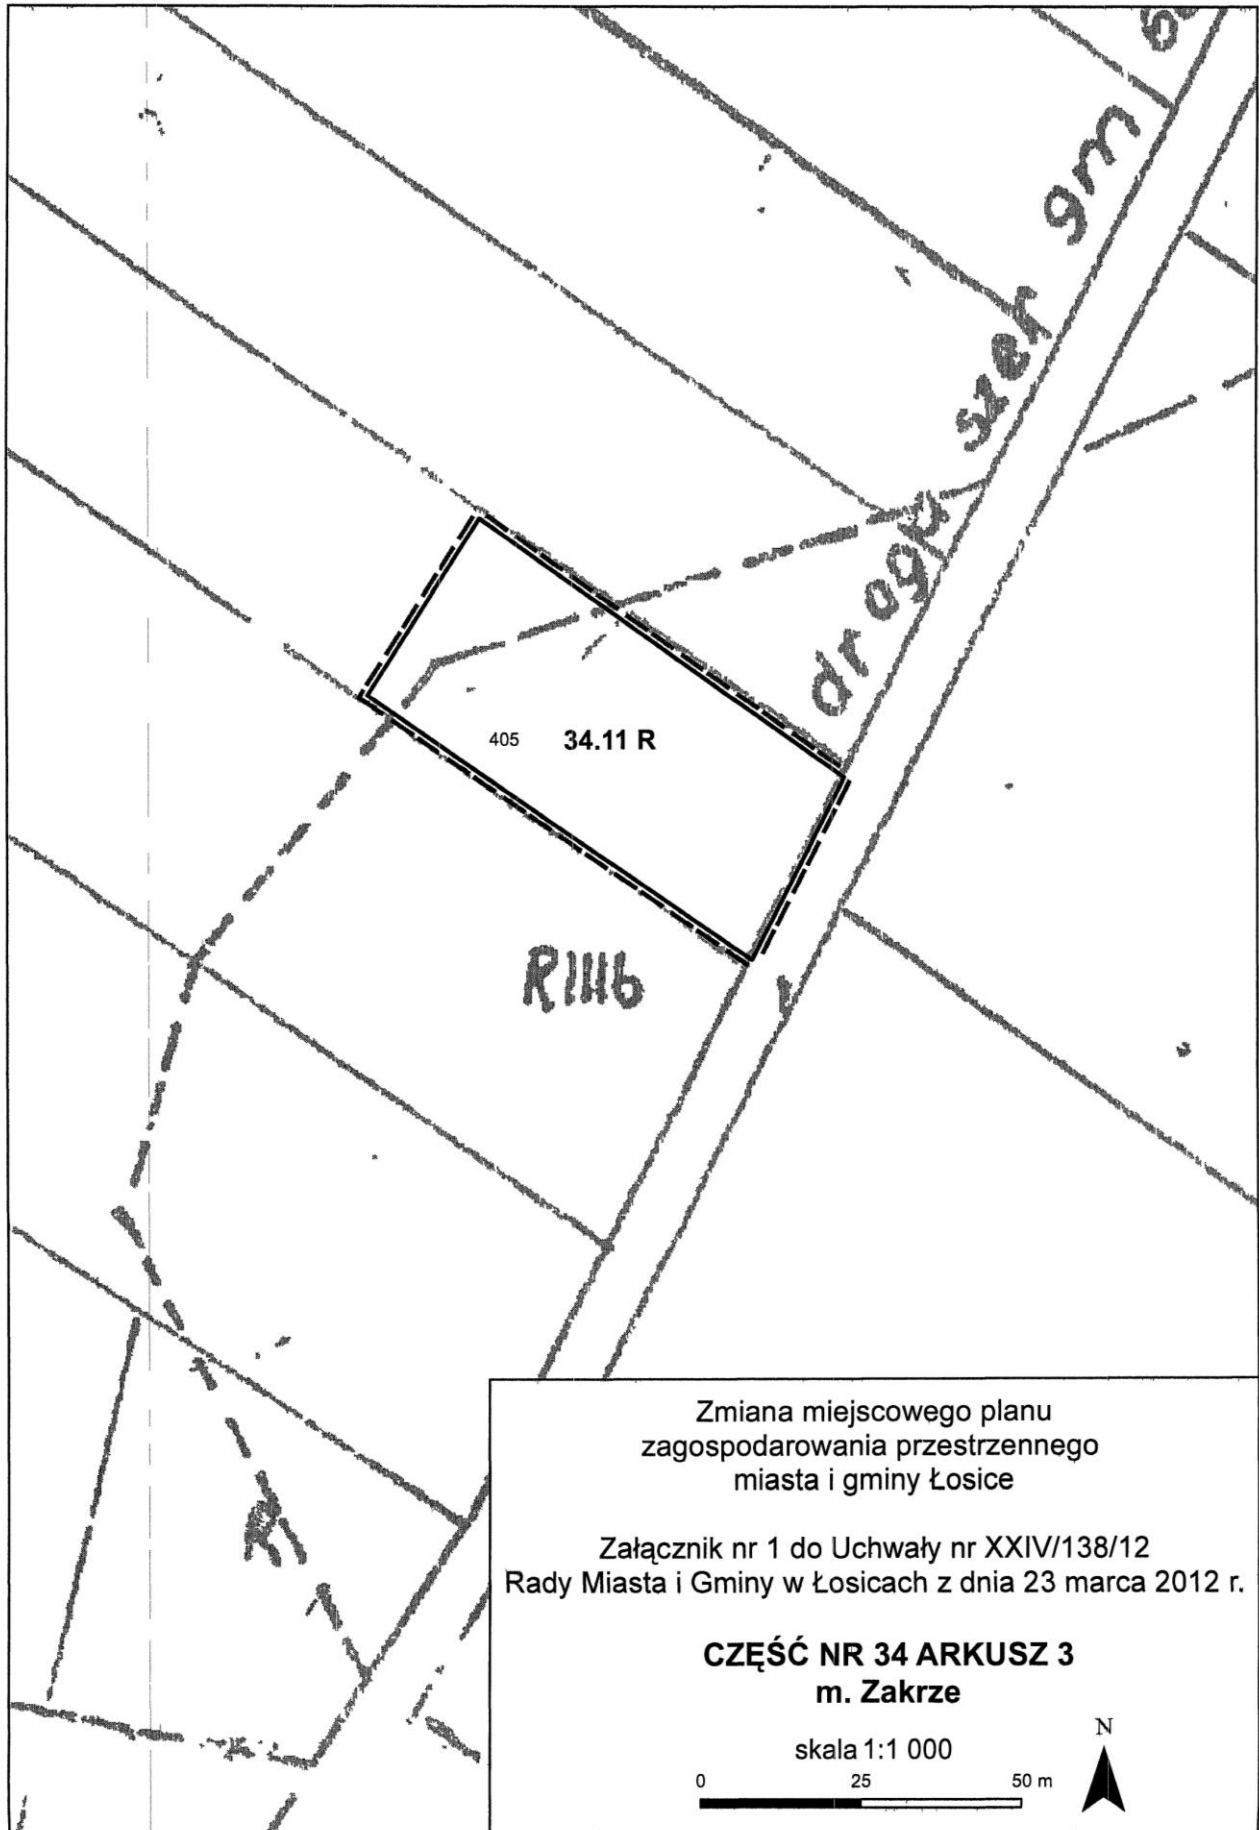 drogа szer 9m
405 34.11 R
RIIIb
R
Zmiana miejscowego planu
zagospodarowania przestrzennego
miasta i gminy Łosice
Załącznik nr 1 do Uchwały nr XXIV/138/12
Rady Miasta i Gminy w Łosicach z dnia 23 marca 2012 r.
CZĘŚĆ NR 34 ARKUSZ 3
m. Zakrze
skala 1:1 000
N
0 25 50 m